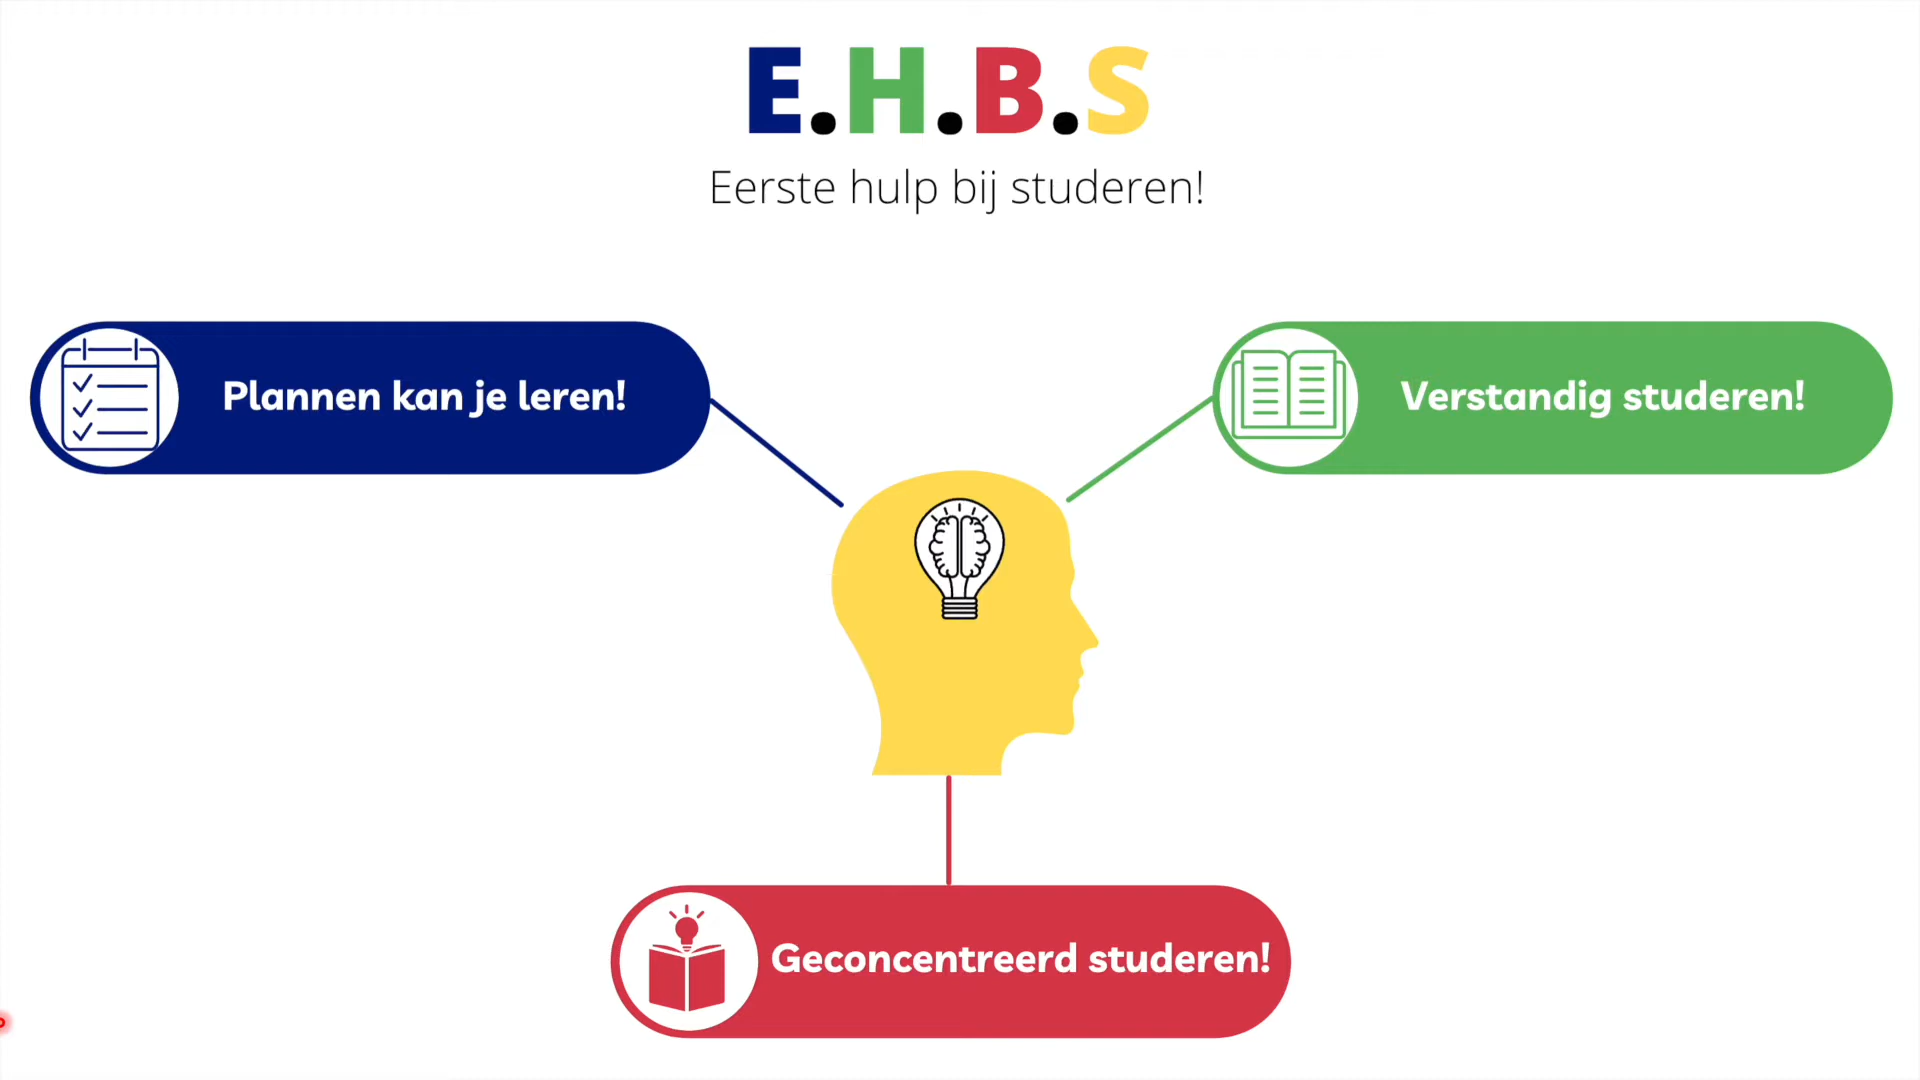 E.H.B.S
Eerste hulp bij studeren!
Plannen kan je leren!
Verstandig studeren!
Geconcentreerd studeren!